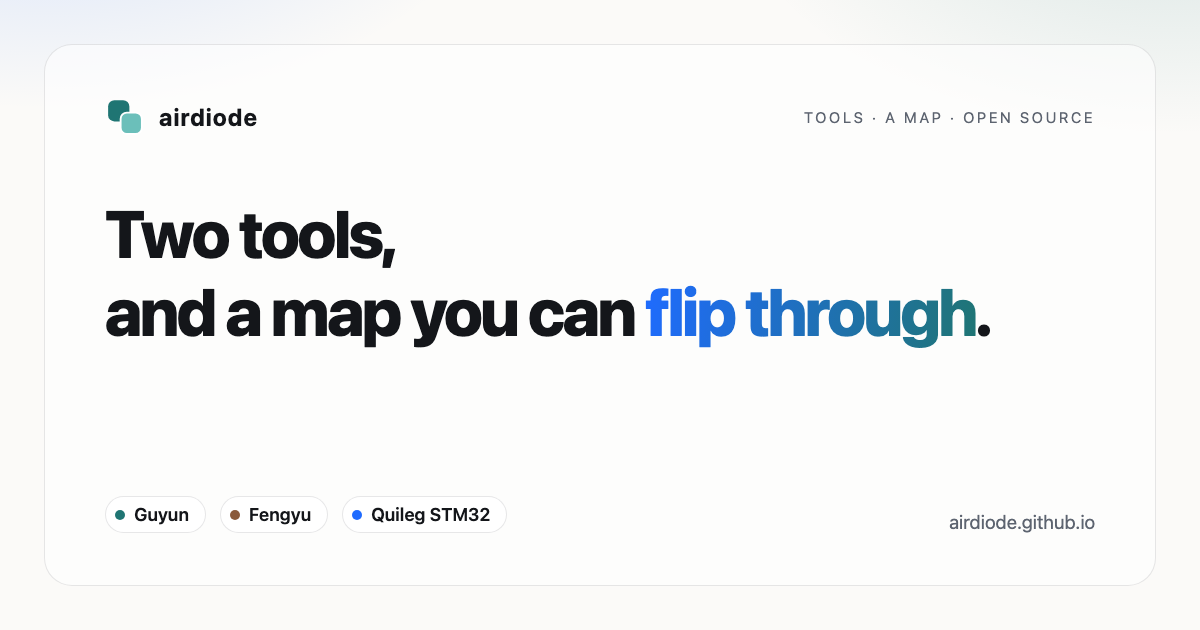 airdiode
TOOLS · A MAP · OPEN SOURCE
Two tools,
and a map you can flip through.
Guyun
Fengyu
Quileg STM32
airdiode.github.io